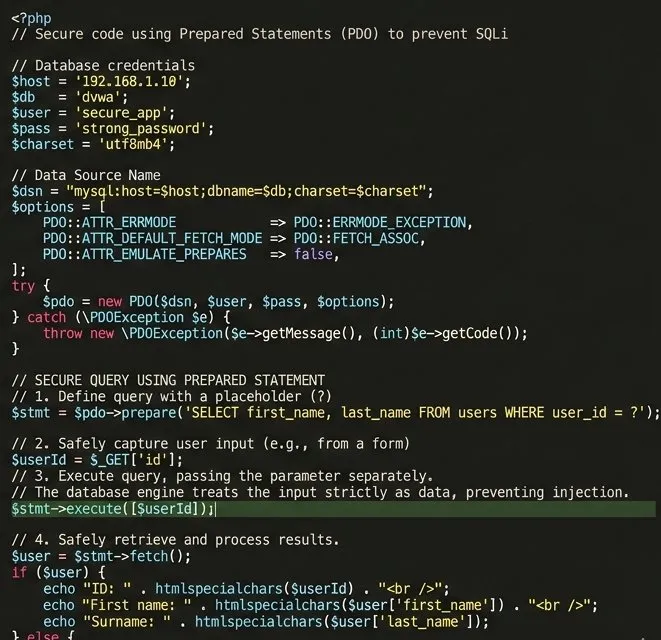 <?php
// Secure code using Prepared Statements (PDO) to prevent SQLi
// Database credentials
$host = '192.168.1.10';
$db   = 'dvwa';
$user = 'secure_app';
$pass = 'strong_password';
$charset = 'utf8mb4';
// Data Source Name
$dsn = "mysql:host=$host;dbname=$db;charset=$charset";
$options = [
    PDO::ATTR_ERRMODE            => PDO::ERRMODE_EXCEPTION,
    PDO::ATTR_DEFAULT_FETCH_MODE => PDO::FETCH_ASSOC,
    PDO::ATTR_EMULATE_PREPARES   => false,
];
try {
    $pdo = new PDO($dsn, $user, $pass, $options);
} catch (\PDOException $e) {
    throw new \PDOException($e->getMessage(), (int)$e->getCode());
}
// SECURE QUERY USING PREPARED STATEMENT
// 1. Define query with a placeholder (?)
$stmt = $pdo->prepare('SELECT first_name, last_name FROM users WHERE user_id = ?');
// 2. Safely capture user input (e.g., from a form)
$userId = $_GET['id'];
// 3. Execute query, passing the parameter separately.
// The database engine treats the input strictly as data, preventing injection.
$stmt->execute([$userId]);
// 4. Safely retrieve and process results.
$user = $stmt->fetch();
if ($user) {
    echo "ID: " . htmlspecialchars($userId) . "<br />";
    echo "First name: " . htmlspecialchars($user['first_name']) . "<br />";
    echo "Surname: " . htmlspecialchars($user['last_name']);
} else {